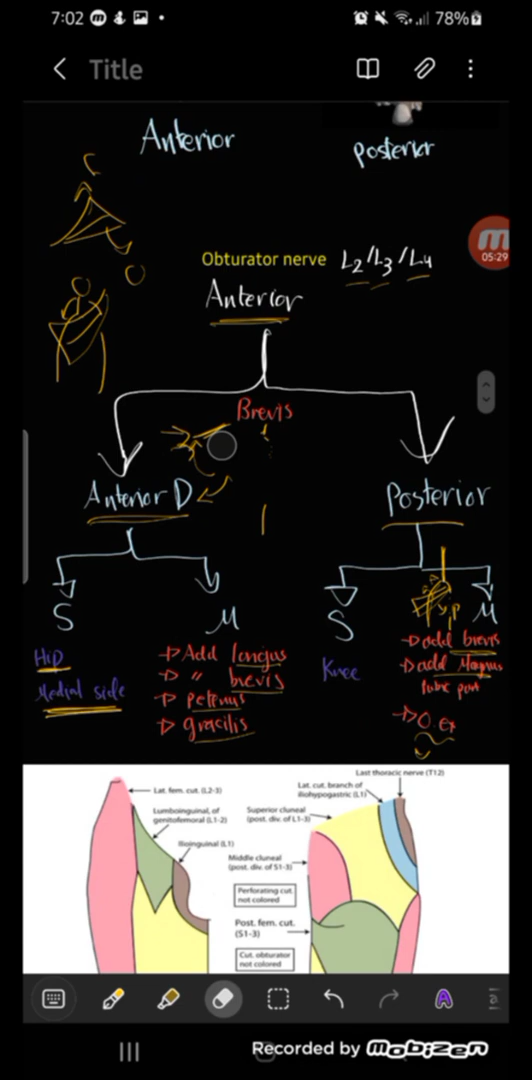 7:02
78%
Title
Anterior
Posterior
05:29
Obturator nerve L2/L3/L4
Anterior
Brevis
Anterior D
Posterior
S
M
S
M
Hip
Medial side
Add longus
" brevis
petenus
gracilis
Knee
add brevis
add Magnus
Pubic part
O.ex
Last thoracic nerve (T12)
Lat. fem. cut. (L2-3)
Lat. cut. branch of
iliohypogastric (L1)
Lumboinguinal, of
genitofemoral (L1-2)
Superior cluneal
(post. div. of L1-3)
Ilioinguinal (L1)
Middle cluneal
(post. div. of S1-3)
Perforating cut.
not colored
Post. fem. cut.
(S1-3)
Cut. obturator
not colored
Recorded by mobizen